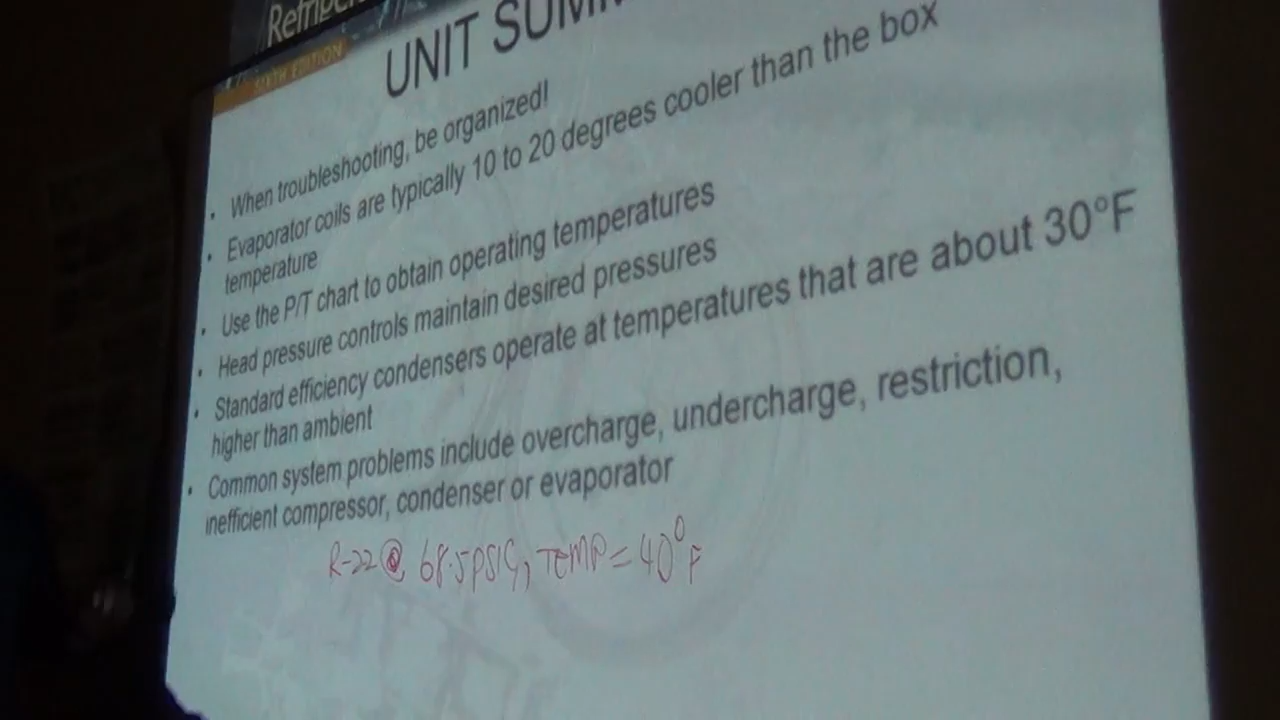 SIXTH EDITION
UNIT
• When troubleshooting, be organized!
• Evaporator coils are typically 10 to 20 degrees cooler than the box
temperature
• Use the P/T chart to obtain operating temperatures
• Head pressure controls maintain desired pressures
• Standard efficiency condensers operate at temperatures that are about 30°F
higher than ambient
• Common system problems include overcharge, undercharge, restriction,
inefficient compressor, condenser or evaporator
R-22 @ 68.5 PSIG, TEMP = 40°F